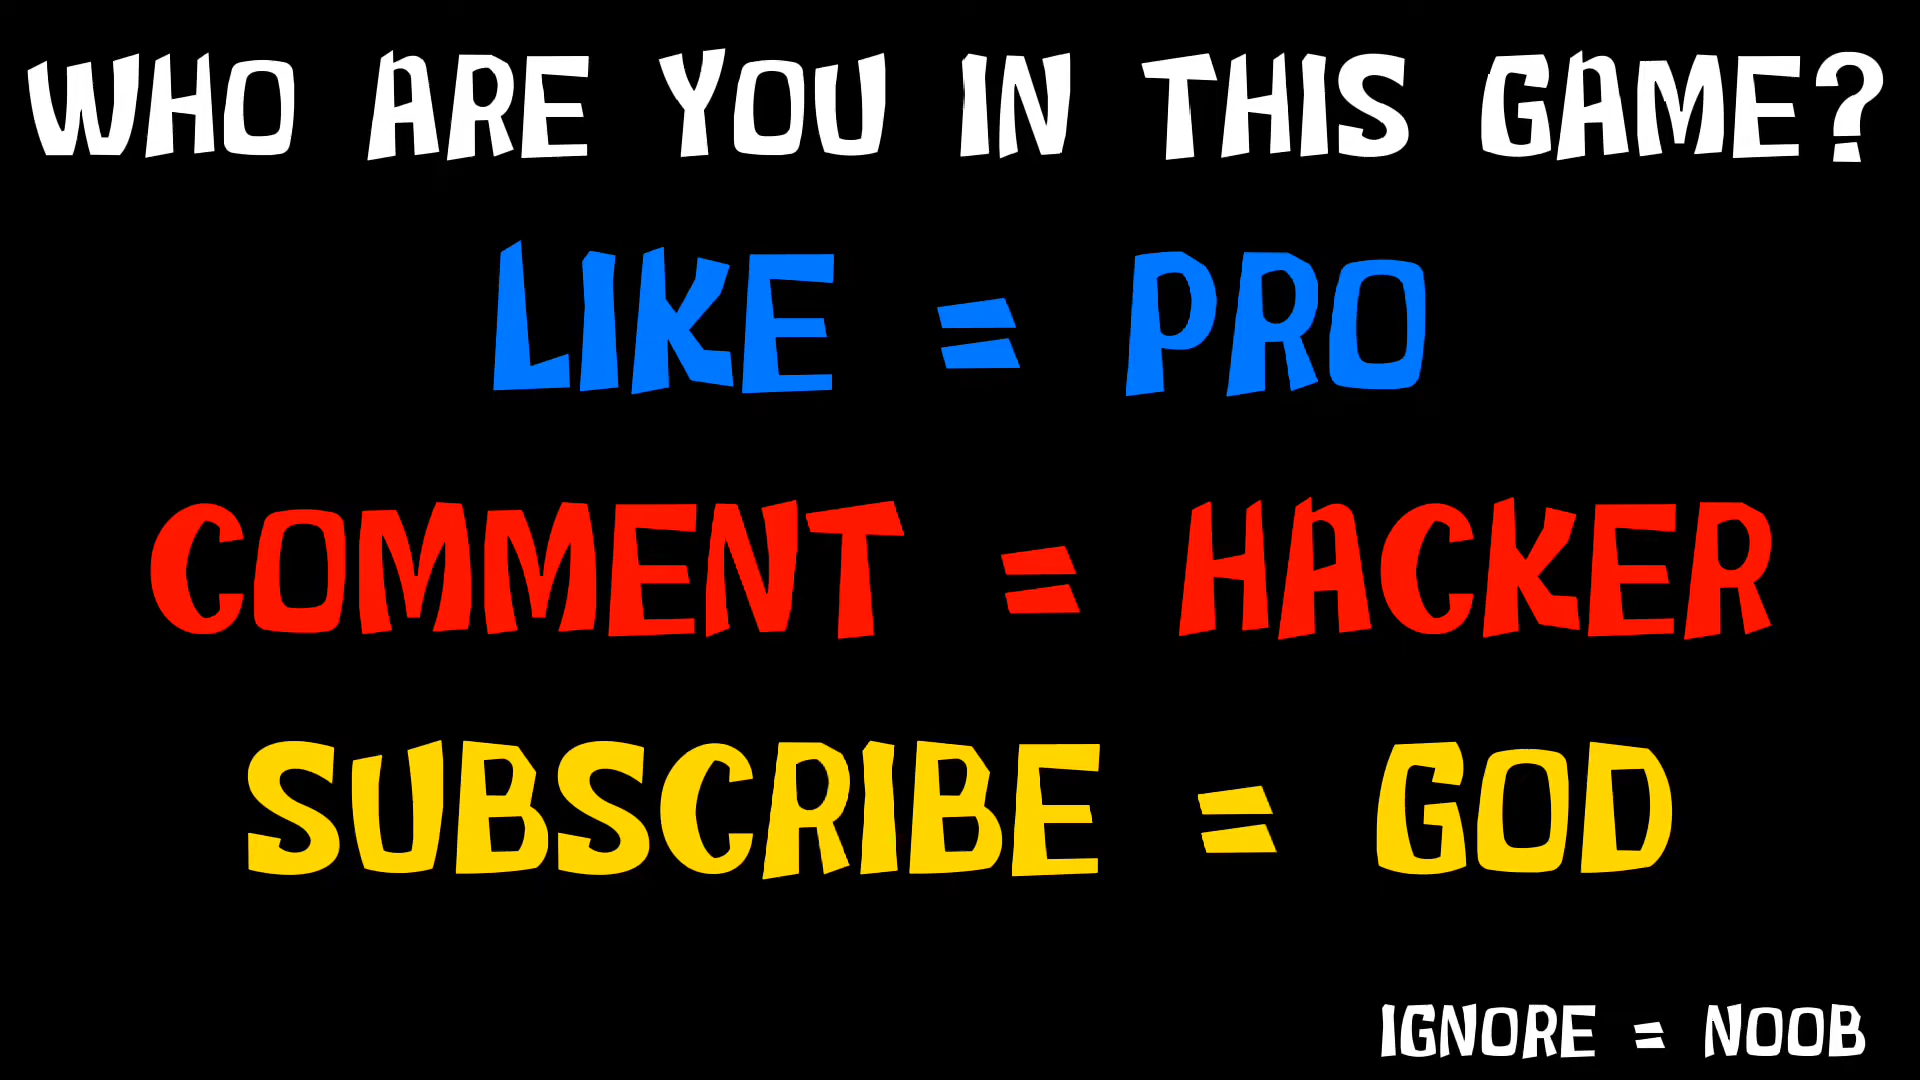 WHO ARE YOU IN THIS GAME?
LIKE = PRO
COMMENT = HACKER
SUBSCRIBE = GOD
IGNORE = NOOB